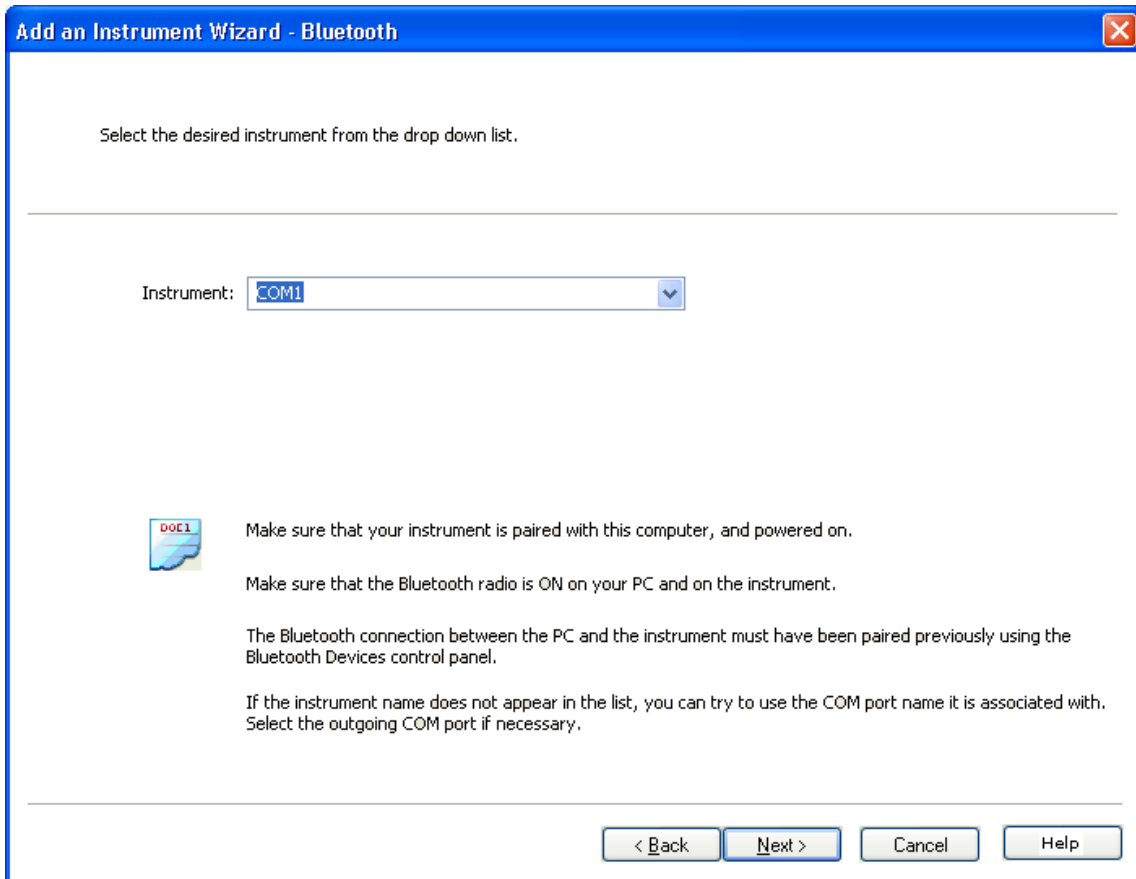 Add an Instrument Wizard - Bluetooth
Select the desired instrument from the drop down list.
Instrument: COM1
DOC1
Make sure that your instrument is paired with this computer, and powered on.
Make sure that the Bluetooth radio is ON on your PC and on the instrument.
The Bluetooth connection between the PC and the instrument must have been paired previously using the
Bluetooth Devices control panel.
If the instrument name does not appear in the list, you can try to use the COM port name it is associated with.
Select the outgoing COM port if necessary.
< Back Next > Cancel Help